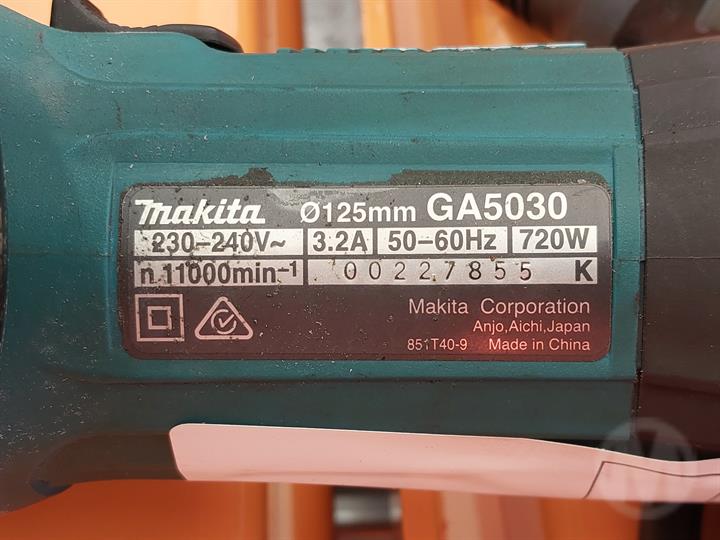 makita Ø125mm GA5030
230-240V~ 3.2A 50-60Hz 720W
n 11000min-1 00227855 K
Makita Corporation
Anjo,Aichi,Japan
851T40-9 Made in China
M